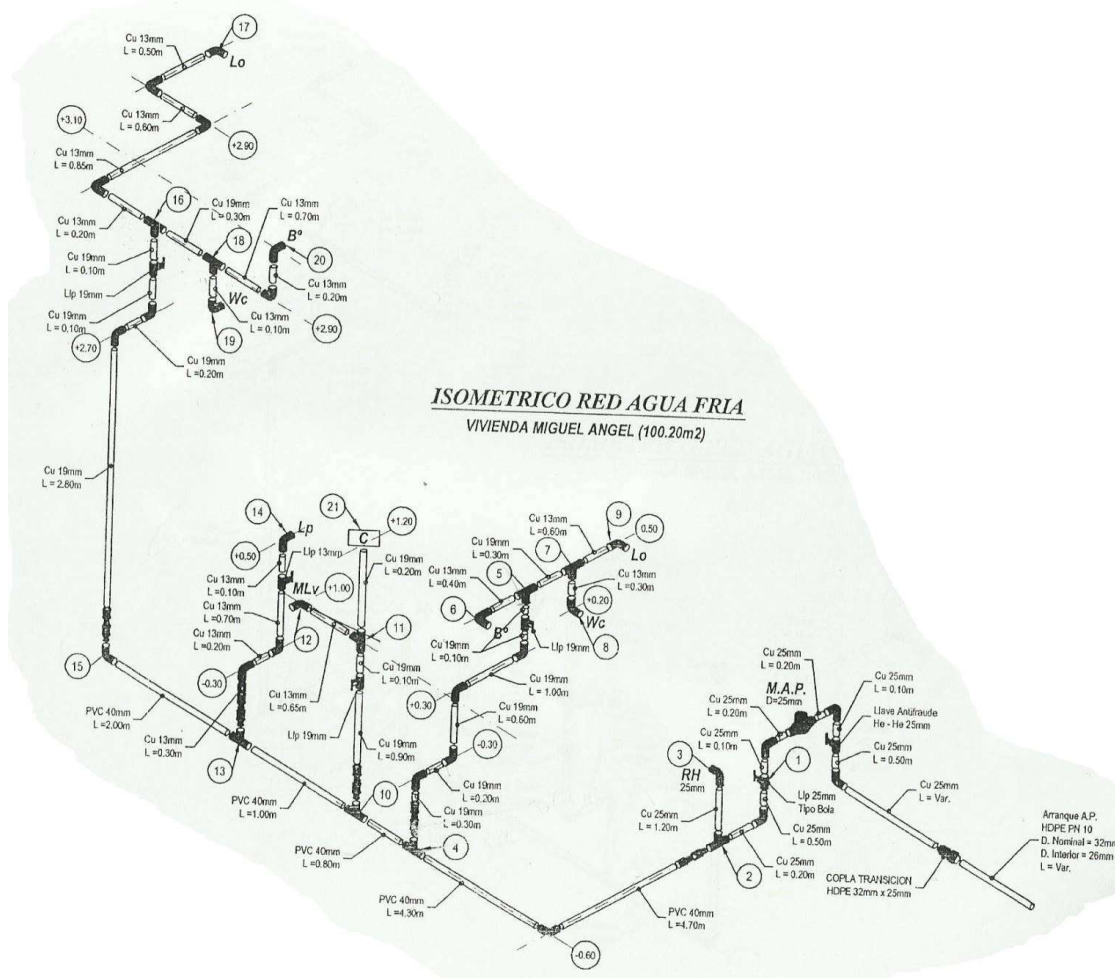 17
Cu 13mm
L = 0.50m
Lo
Cu 13mm
L = 0.60m
+3.10
+2.90
Cu 13mm
L = 0.85m
16
Cu 19mm
L = 0.30m
Cu 13mm
L = 0.70m
Cu 13mm
L = 0.20m
18
Bº
20
Cu 19mm
L = 0.10m
Llp 19mm
Wc
Cu 13mm
L = 0.20m
Cu 19mm
L = 0.10m
Cu 13mm
L = 0.10m
19
+2.90
+2.70
Cu 19mm
L =0.20m
ISOMETRICO RED AGUA FRIA
VIVIENDA MIGUEL ANGEL (100.20m2)
Cu 19mm
L = 2.80m
14
Lp
21
+1.20
C
+0.50
Llp 13mm
Cu 19mm
L =0.20m
Cu 13mm
L =0.10m
MLv
+1.00
Cu 13mm
L =0.70m
Cu 13mm
L =0.20m
12
11
-0.30
Cu 19mm
L =0.10m
Cu 13mm
L =0.65m
Llp 19mm
Cu 19mm
L =0.90m
Cu 13mm
L =0.60m
9
0.50
Cu 19mm
L =0.30m
7
Lo
5
Cu 13mm
L =0.40m
Cu 13mm
L =0.30m
6
Bº
+0.20
Wc
8
Cu 19mm
L =0.10m
Llp 19mm
Cu 19mm
L = 1.00m
+0.30
Cu 19mm
L =0.60m
-0.30
Cu 19mm
L =0.20m
Cu 19mm
L =0.30m
15
PVC 40mm
L =2.00m
Cu 13mm
L =0.30m
13
10
PVC 40mm
L =1.00m
PVC 40mm
L =0.80m
4
PVC 40mm
L =4.30m
-0.60
PVC 40mm
L =4.70m
Cu 25mm
L = 0.20m
M.A.P.
D=25mm
Cu 25mm
L = 0.10m
Cu 25mm
L = 0.20m
Llave Antifraude
He - He 25mm
Cu 25mm
L = 0.10m
Cu 25mm
L = 0.50m
3
RH
25mm
1
Llp 25mm
Tipo Bola
Cu 25mm
L = Var.
Cu 25mm
L = 1.20m
Cu 25mm
L = 0.50m
2
Cu 25mm
L = 0.20m
COPLA TRANSICION
HDPE 32mm x 25mm
Arranque A.P.
HDPE PN 10
D. Nominal = 32mm
D. Interior = 26mm
L = Var.